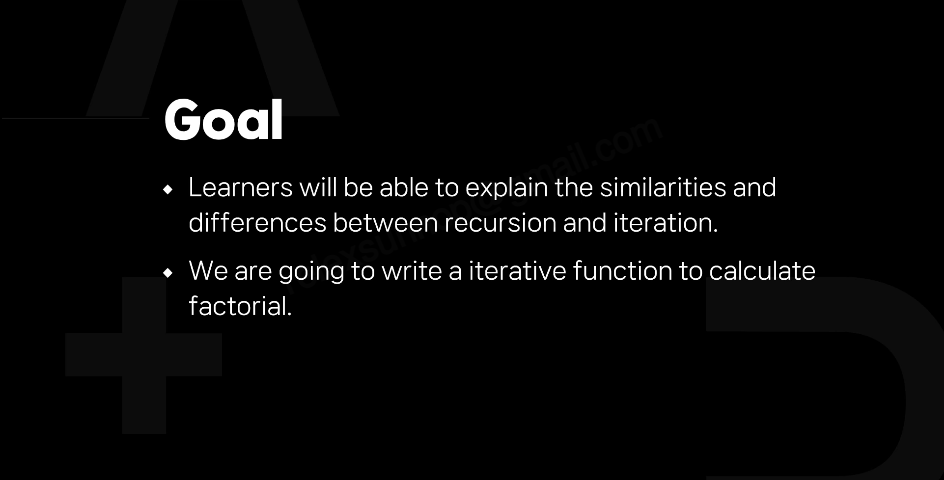 Goal
Learners will be able to explain the similarities and
differences between recursion and iteration.
We are going to write a iterative function to calculate
factorial.